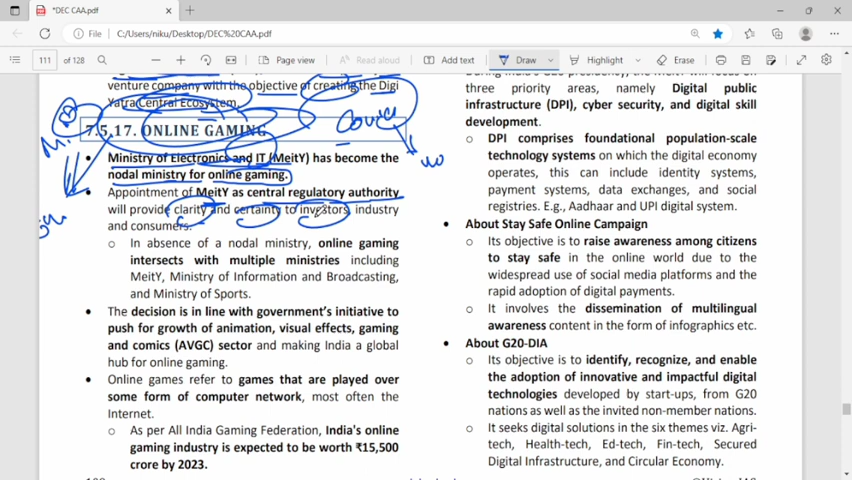 *DEC CAA.pdf
File
C:/Users/niku/Desktop/DEC%20CAA.pdf
111 of 128
Page view
Read aloud
Add text
Draw
Highlight
Erase
venture company with the objective of creating the Digi
Yatra Central Ecosystem.
7.5.17. ONLINE GAMING
Covid
• Ministry of Electronics and IT (MeitY) has become the
nodal ministry for online gaming.
• Appointment of MeitY as central regulatory authority
will provide clarity and certainty to investors, industry
and consumers.
o In absence of a nodal ministry, online gaming
intersects with multiple ministries including
MeitY, Ministry of Information and Broadcasting,
and Ministry of Sports.
• The decision is in line with government's initiative to
push for growth of animation, visual effects, gaming
and comics (AVGC) sector and making India a global
hub for online gaming.
• Online games refer to games that are played over
some form of computer network, most often the
Internet.
o As per All India Gaming Federation, India's online
gaming industry is expected to be worth ₹15,500
crore by 2023.
three priority areas, namely Digital public
infrastructure (DPI), cyber security, and digital skill
development.
o DPI comprises foundational population-scale
technology systems on which the digital economy
operates, this can include identity systems,
payment systems, data exchanges, and social
registries. E.g., Aadhaar and UPI digital system.
• About Stay Safe Online Campaign
o Its objective is to raise awareness among citizens
to stay safe in the online world due to the
widespread use of social media platforms and the
rapid adoption of digital payments.
o It involves the dissemination of multilingual
awareness content in the form of infographics etc.
• About G20-DIA
o Its objective is to identify, recognize, and enable
the adoption of innovative and impactful digital
technologies developed by start-ups, from G20
nations as well as the invited non-member nations.
o It seeks digital solutions in the six themes viz. Agri-
tech, Health-tech, Ed-tech, Fin-tech, Secured
Digital Infrastructure, and Circular Economy.